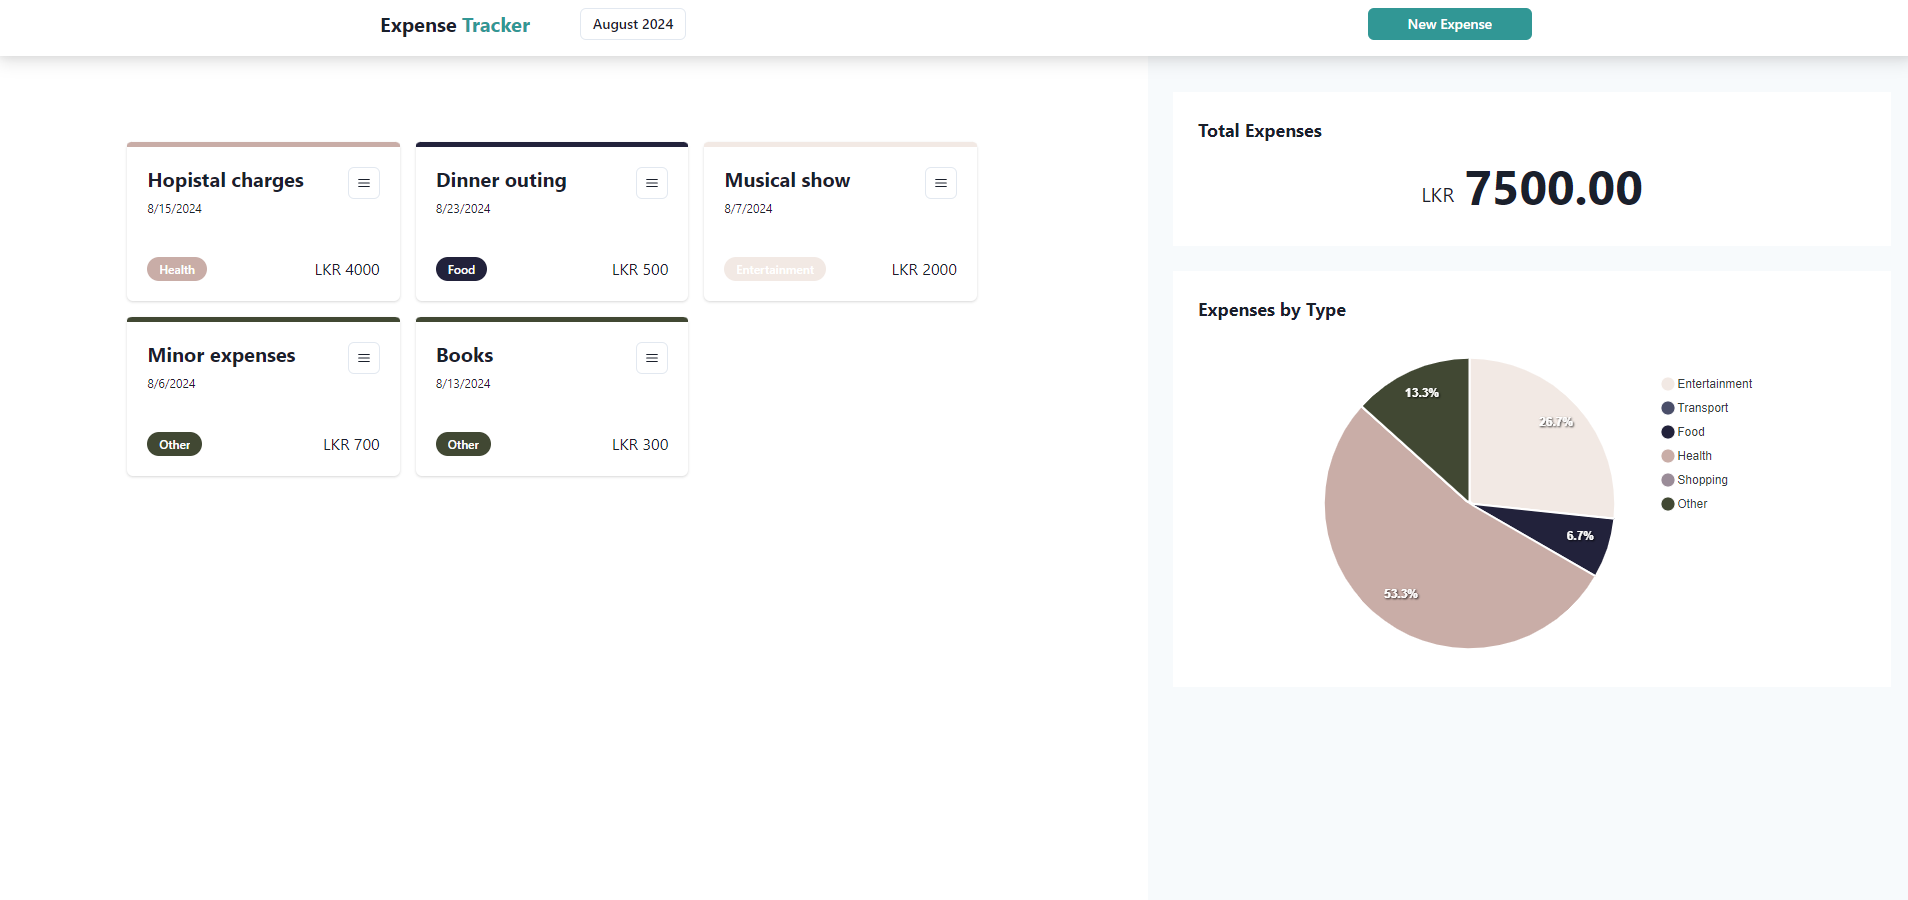 Expense Tracker
August 2024
New Expense
Hopistal charges
8/15/2024
Health
LKR 4000
Dinner outing
8/23/2024
Food
LKR 500
Musical show
8/7/2024
Entertainment
LKR 2000
Minor expenses
8/6/2024
Other
LKR 700
Books
8/13/2024
Other
LKR 300
Total Expenses
LKR 7500.00
Expenses by Type
13.3%
26.7%
6.7%
53.3%
Entertainment
Transport
Food
Health
Shopping
Other